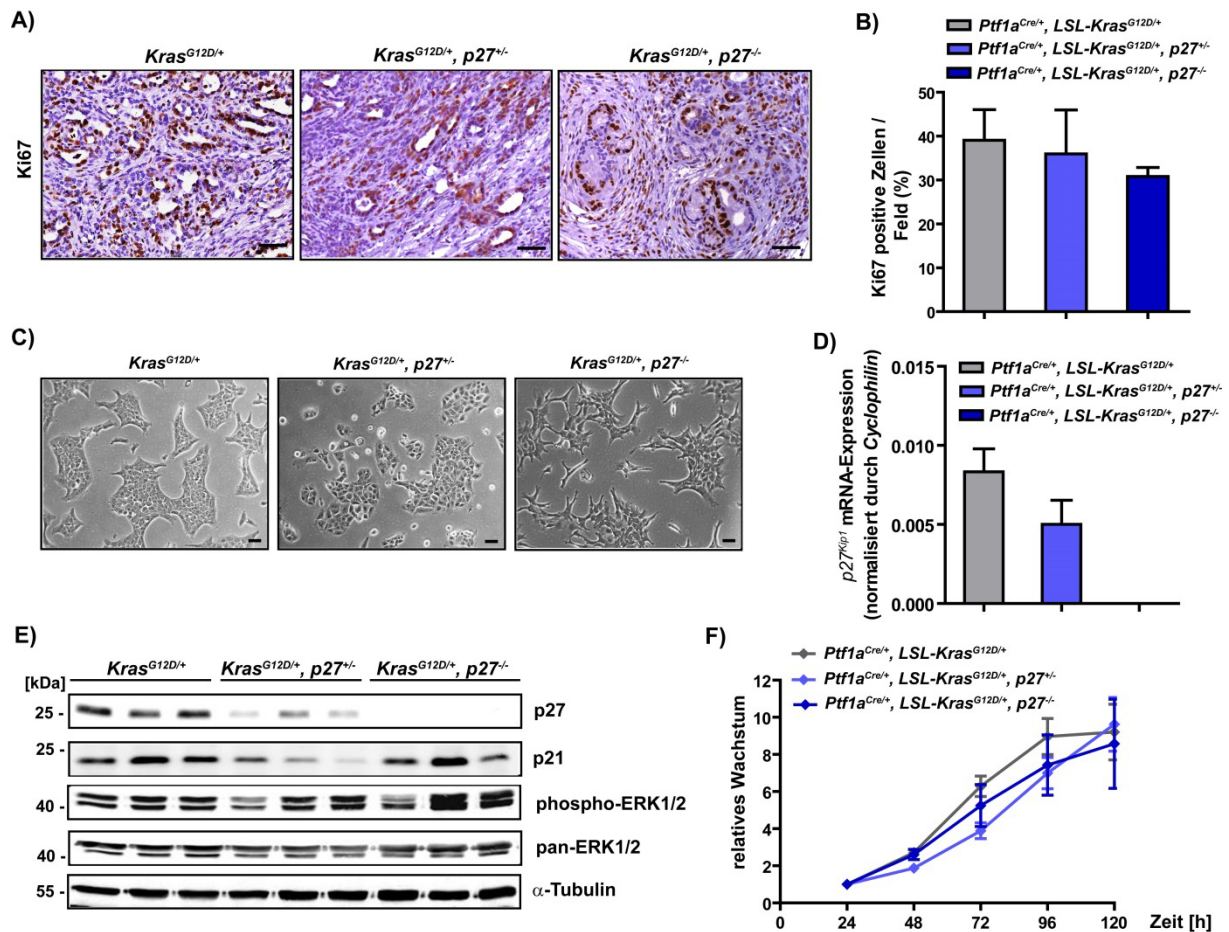 A)
Kras^G12D/+
Kras^G12D/+, p27^+/-
Kras^G12D/+, p27^-/-
Ki67
B)
Ptf1a^Cre/+, LSL-Kras^G12D/+
Ptf1a^Cre/+, LSL-Kras^G12D/+, p27^+/-
Ptf1a^Cre/+, LSL-Kras^G12D/+, p27^-/-
Ki67 positive Zellen /
Feld (%)
50
40
30
20
10
0
C)
Kras^G12D/+
Kras^G12D/+, p27^+/-
Kras^G12D/+, p27^-/-
D)
Ptf1a^Cre/+, LSL-Kras^G12D/+
Ptf1a^Cre/+, LSL-Kras^G12D/+, p27^+/-
Ptf1a^Cre/+, LSL-Kras^G12D/+, p27^-/-
p27^Kip1 mRNA-Expression
(normalisiert durch Cyclophilin)
0.015
0.010
0.005
0.000
E)
Kras^G12D/+
Kras^G12D/+, p27^+/-
Kras^G12D/+, p27^-/-
[kDa]
25 -
p27
25 -
p21
40 -
phospho-ERK1/2
40 -
pan-ERK1/2
55 -
α-Tubulin
F)
Ptf1a^Cre/+, LSL-Kras^G12D/+
Ptf1a^Cre/+, LSL-Kras^G12D/+, p27^+/-
Ptf1a^Cre/+, LSL-Kras^G12D/+, p27^-/-
relatives Wachstum
12
10
8
6
4
2
0
0 24 48 72 96 120 Zeit [h]